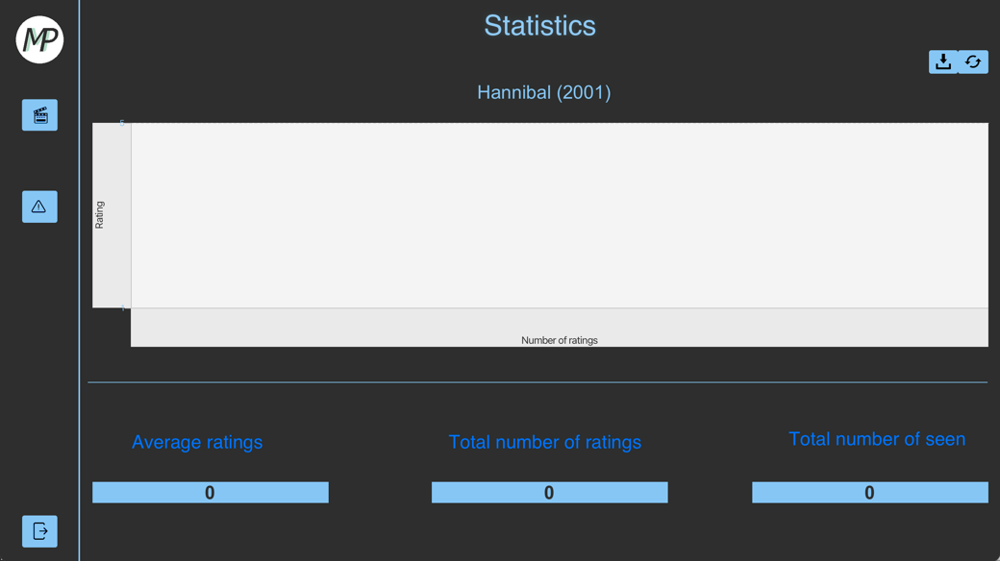 MP
Statistics
Hannibal (2001)
5
Rating
Number of ratings
Average ratings
Total number of ratings
Total number of seen
0
0
0